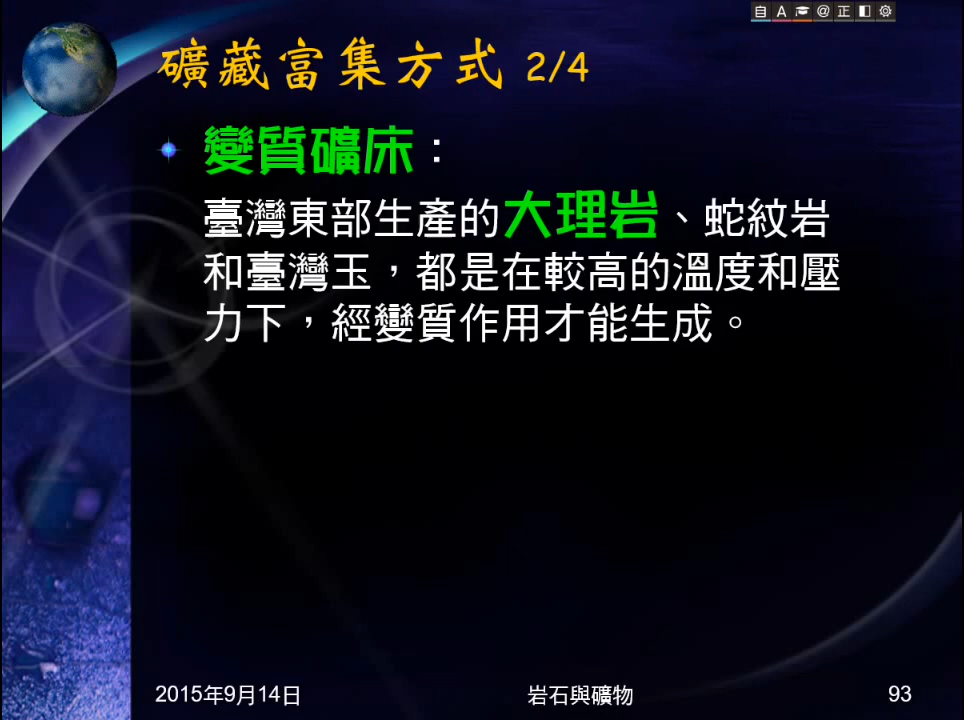 自 A @ 正
礦藏富集方式 2/4
變質礦床：
臺灣東部生產的大理岩、蛇紋岩
和臺灣玉，都是在較高的溫度和壓
力下，經變質作用才能生成。
2015年9月14日 岩石與礦物 93